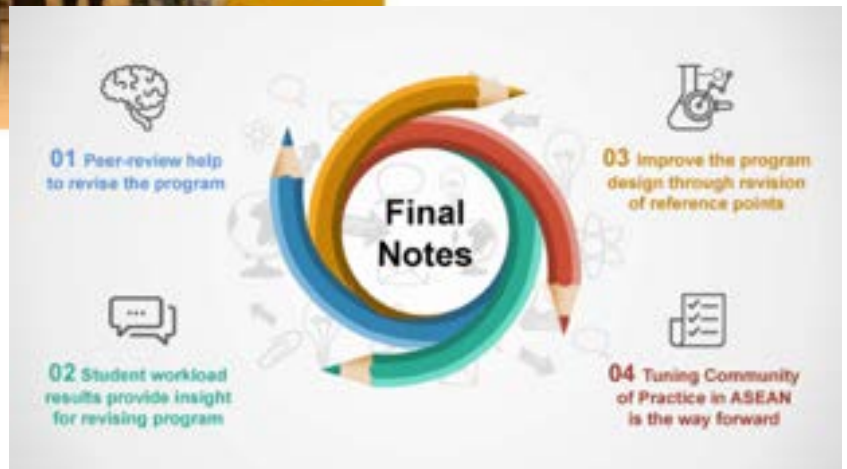 01 Peer-review help
to revise the program
02 Student workload
results provide insight
for revising program
Final
Notes
03 Improve the program
design through revision
of reference points
04 Tuning Community
of Practice in ASEAN
is the way forward